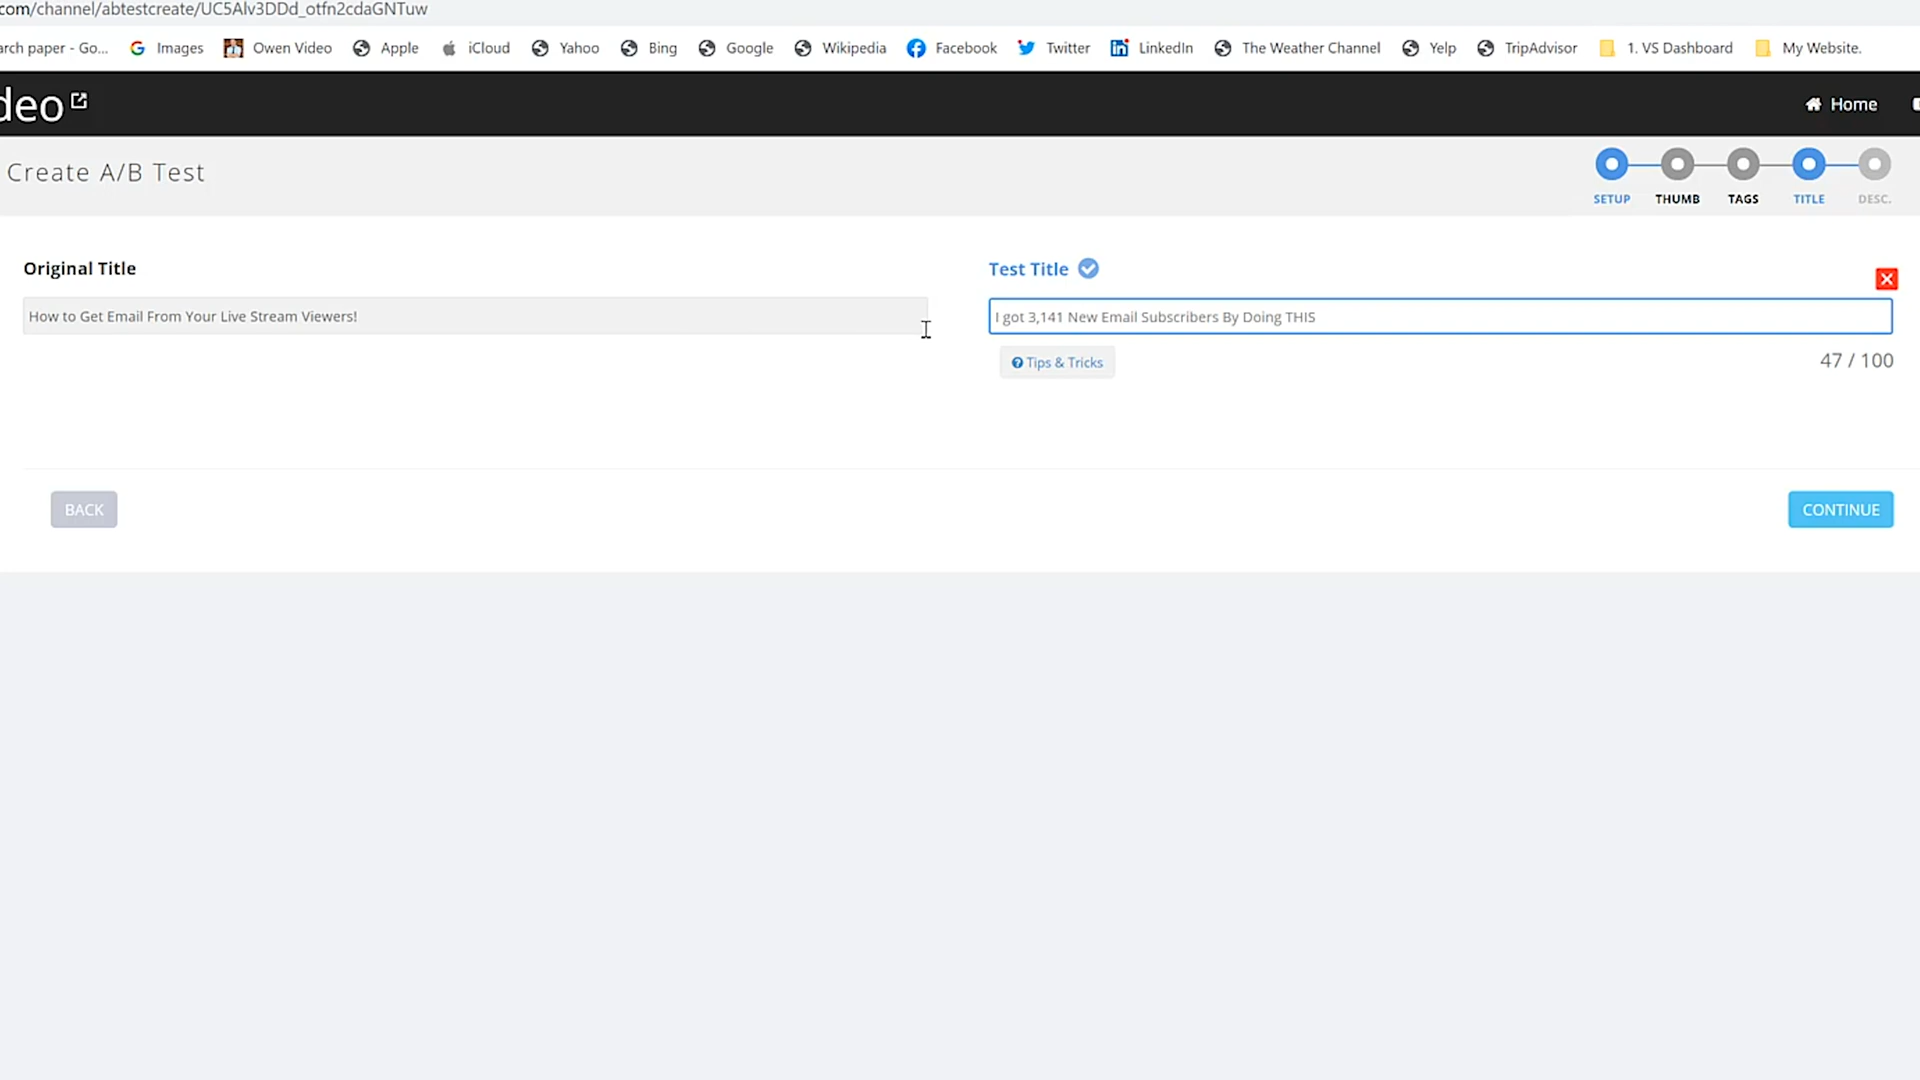 com/channel/abtestcreate/UC5Alv3DDd_otfn2cdaGNTuw
arch paper - Go... Images Owen Video Apple iCloud Yahoo Bing Google Wikipedia Facebook Twitter LinkedIn The Weather Channel Yelp TripAdvisor 1. VS Dashboard My Website.
deo Home
Create A/B Test
SETUP THUMB TAGS TITLE DESC.
Original Title
How to Get Email From Your Live Stream Viewers!
Test Title
I got 3,141 New Email Subscribers By Doing THIS
Tips & Tricks
47 / 100
BACK
CONTINUE